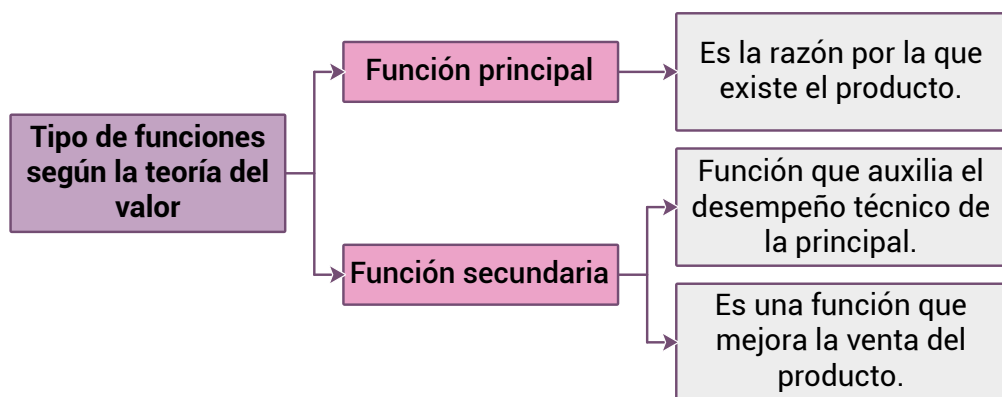 Tipo de funciones
según la teoría del
valor
Función principal
Es la razón por la que
existe el producto.
Función secundaria
Función que auxilia el
desempeño técnico de
la principal.
Es una función que
mejora la venta del
producto.